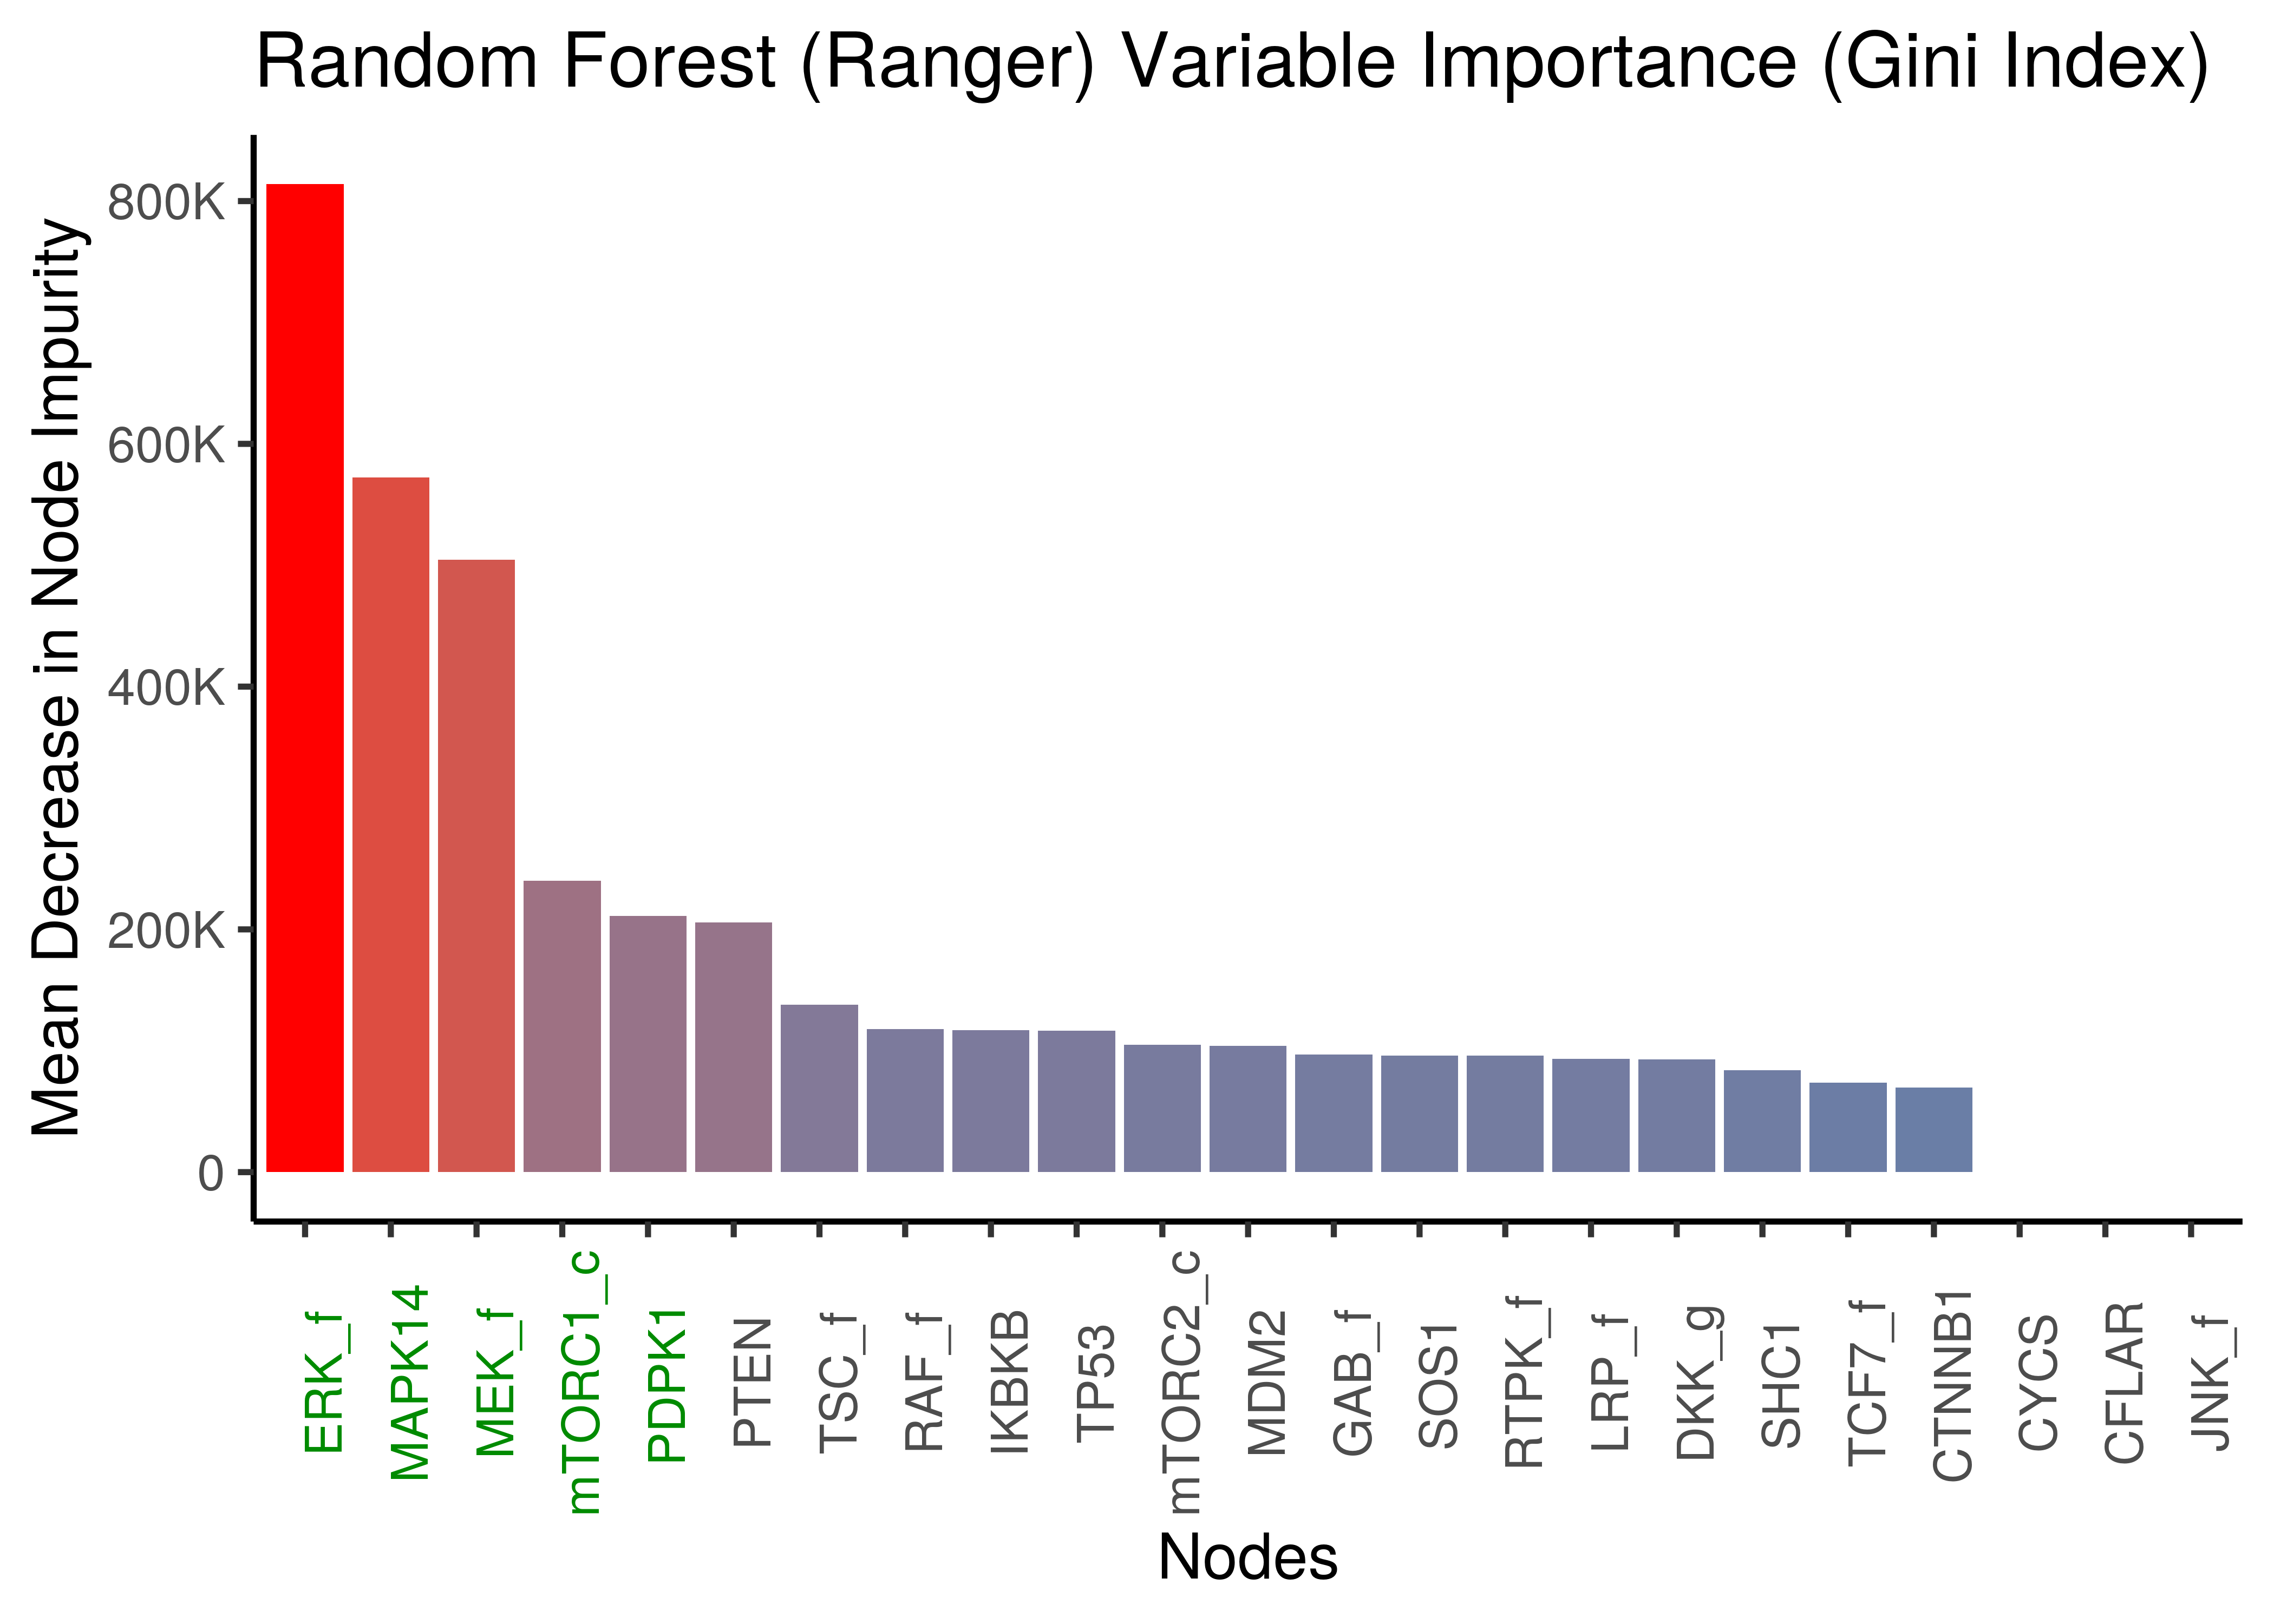 Random Forest (Ranger) Variable Importance (Gini Index)
Mean Decrease in Node Impurity
800K
600K
400K
200K
0
ERK_f
MAPK14
MEK_f
mTORC1_c
PDPK1
PTEN
TSC_f
RAF_f
IKBKB
TP53
mTORC2_c
MDM2
GAB_f
SOS1
RTPK_f
LRP_f
DKK_g
SHC1
TCF7_f
CTNNB1
CYCS
CFLAR
JNK_f
Nodes